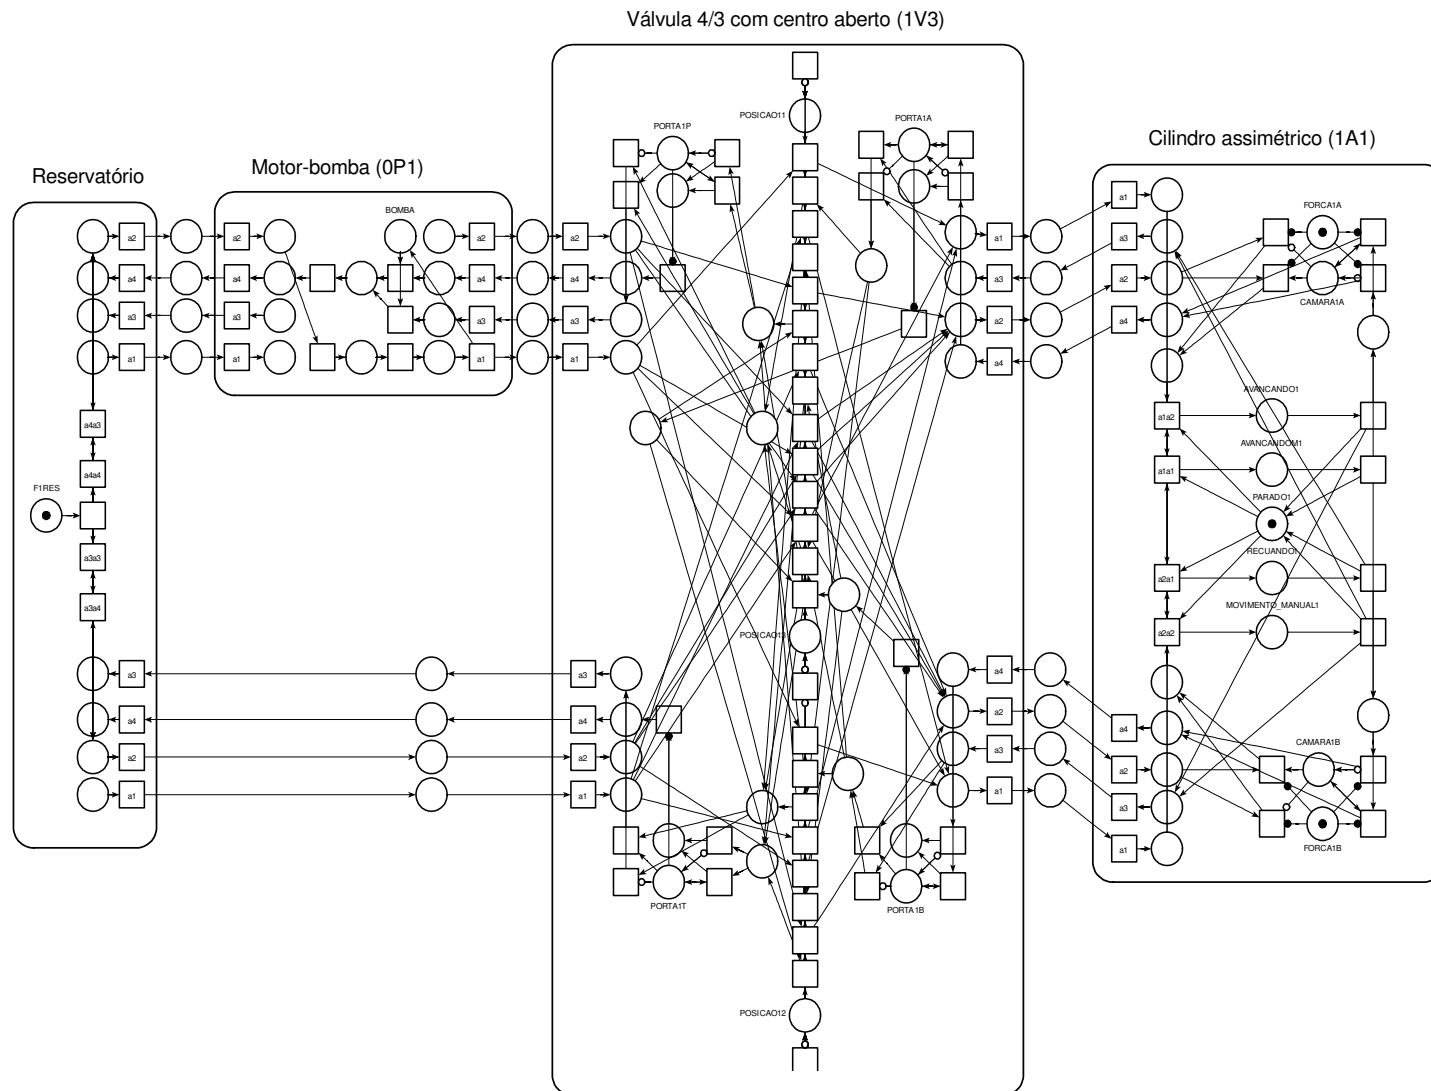 Válvula 4/3 com centro aberto (1V3)
POSICAO11
PORTA1P
PORTA1A
Cilindro assimétrico (1A1)
Motor-bomba (0P1)
Reservatório
a1
FORCA1A
BOMBA
a2 a2 a2 a2 a1 a3
a4 a4 a4 a4 a3 a2
CAMARA1A
a3 a3 a3 a3 a2 a4
a1 a1 a1 a1 a4
AVANCANDO1
a4a3 a1a2
AVANCANDOM1
a4a4 a1a1
F1RES
PARADO1
a3a3
RECUANDO1
a2a1
a3a4
MOVIMENTO_MANUAL1
POSICAO13
a2a2
a3 a3 a4
a4 a4 a2 a4
CAMARA1B
a2 a2 a3 a2
a1 a1 a1 a3
a1
FORCA1B
PORTA1T
PORTA1B
POSICAO12